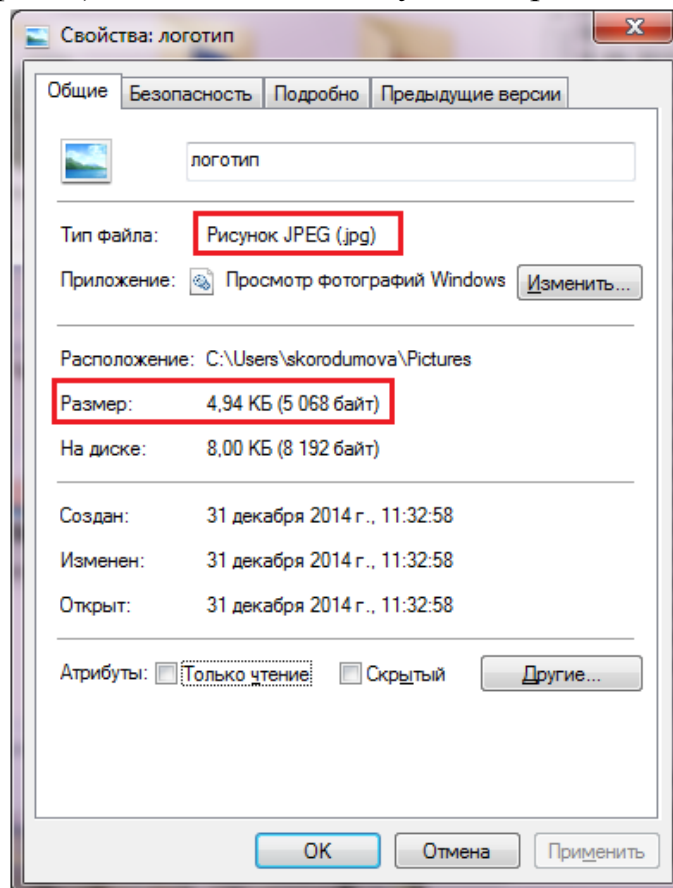 Свойства: логотип
X
Общие Безопасность Подробно Предыдущие версии
логотип
Тип файла: Рисунок JPEG (.jpg)
Приложение: Просмотр фотографий Windows Изменить...
Расположение: C:\Users\skorodumova\Pictures
Размер: 4,94 КБ (5 068 байт)
На диске: 8,00 КБ (8 192 байт)
Создан: 31 декабря 2014 г., 11:32:58
Изменен: 31 декабря 2014 г., 11:32:58
Открыт: 31 декабря 2014 г., 11:32:58
Атрибуты: Только чтение Скрытый Другие...
OK Отмена Применить